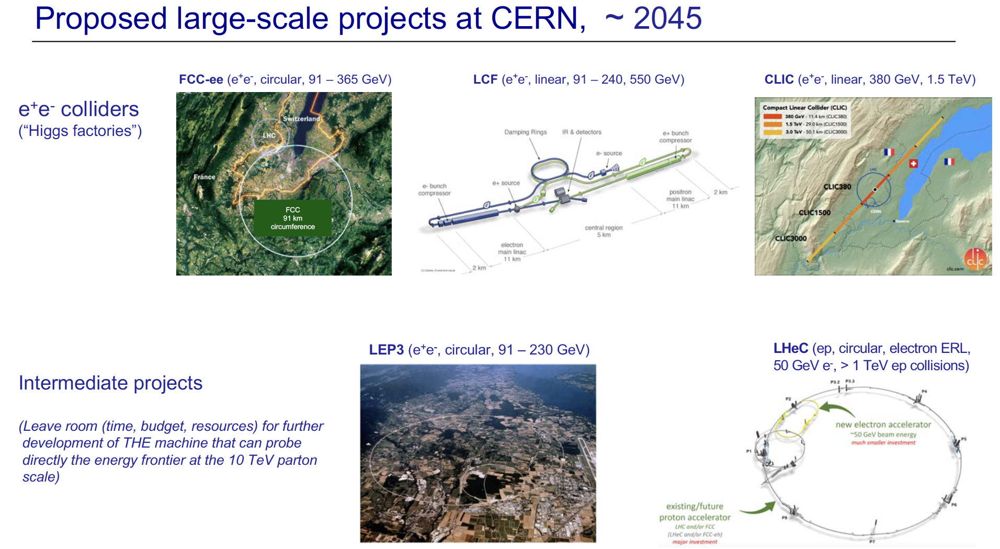 Proposed large-scale projects at CERN, ~ 2045
e⁺e⁻ colliders
(“Higgs factories”)
FCC-ee (e⁺e⁻, circular, 91 – 365 GeV)
Switzerland
LHC
France
FCC
91 km
circumference
LCF (e⁺e⁻, linear, 91 – 240, 550 GeV)
Damping Rings
IR & detectors
e+ bunch
compressor
e- source
e+ source
e- bunch
compressor
positron
main linac
11 km
2 km
central region
5 km
electron
main linac
11 km
2 km
CLIC (e⁺e⁻, linear, 380 GeV, 1.5 TeV)
Compact Linear Collider (CLIC)
380 GeV - 11.4 km (CLIC380)
1.5 TeV - 29.0 km (CLIC1500)
3.0 TeV - 50.1 km (CLIC3000)
LHC
CLIC380
CERN
CLIC1500
Geneva
CLIC3000
clic
clic.cern
Intermediate projects
(Leave room (time, budget, resources) for further
development of THE machine that can probe
directly the energy frontier at the 10 TeV parton
scale)
LEP3 (e⁺e⁻, circular, 91 – 230 GeV)
LHeC (ep, circular, electron ERL,
50 GeV e⁻, > 1 TeV ep collisions)
P3.2
P3.3
P4
P2
new electron accelerator
~50 GeV beam energy
much smaller investment
P5
P1
P6
existing/future
proton accelerator
LHC and/or FCC
(LHeC and/or FCC-eh)
major investment
P8
P7